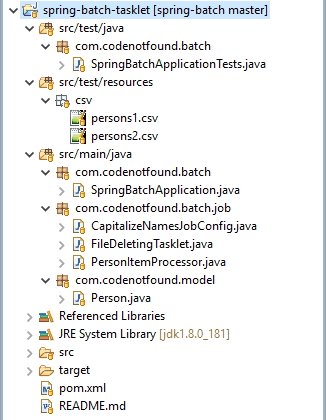 spring-batch-tasklet [spring-batch master]
src/test/java
com.codenotfound.batch
SpringBatchApplicationTests.java
src/test/resources
csv
persons1.csv
persons2.csv
src/main/java
com.codenotfound.batch
SpringBatchApplication.java
com.codenotfound.batch.job
CapitalizeNamesJobConfig.java
FileDeletingTasklet.java
PersonItemProcessor.java
com.codenotfound.model
Person.java
Referenced Libraries
JRE System Library [jdk1.8.0_181]
src
target
pom.xml
README.md